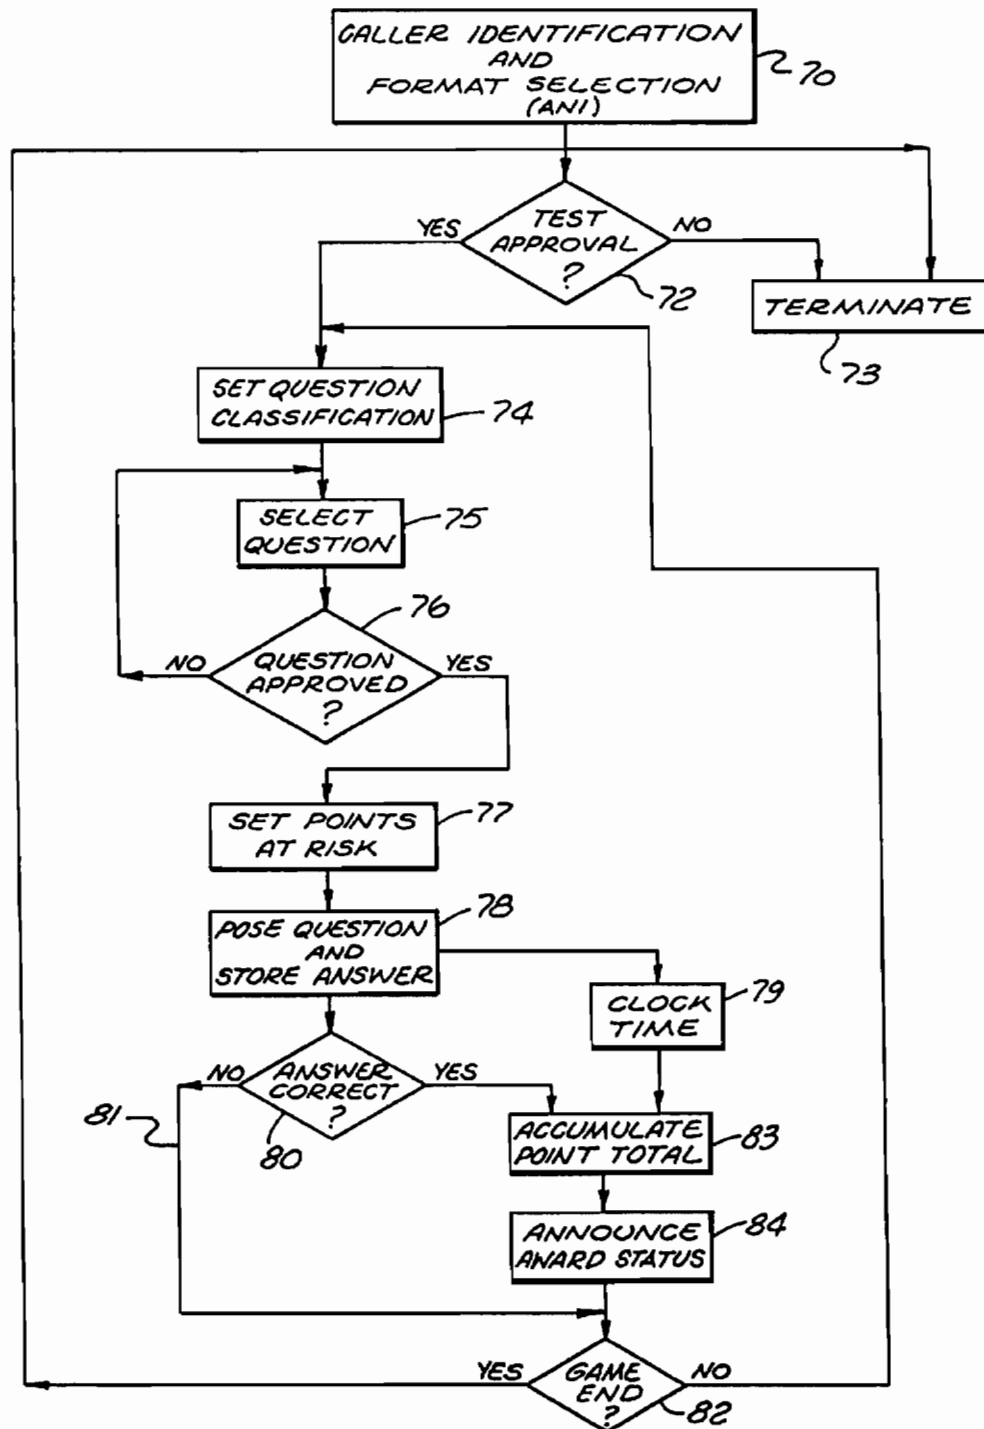 CALLER IDENTIFICATION
AND
FORMAT SELECTION
(ANI)
70
TEST
APPROVAL
?
YES
NO
72
TERMINATE
73
SET QUESTION
CLASSIFICATION
74
SELECT
QUESTION
75
76
QUESTION
APPROVED
?
NO
YES
SET POINTS
AT RISK
77
78
POSE QUESTION
AND
STORE ANSWER
79
CLOCK
TIME
NO
ANSWER
CORRECT
?
YES
81
80
ACCUMULATE
POINT TOTAL
83
ANNOUNCE
AWARD STATUS
84
YES
GAME
END
?
NO
82